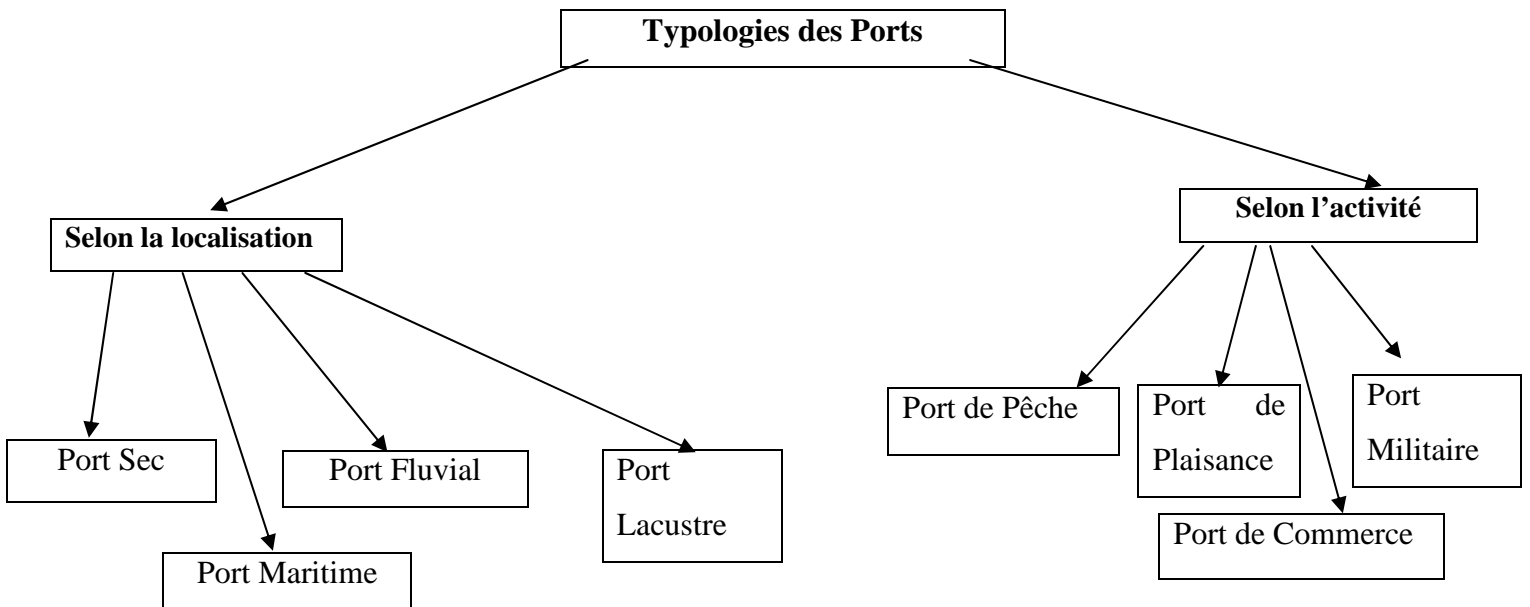 Typologies des Ports
Selon la localisation
Selon l’activité
Port Sec
Port Maritime
Port Fluvial
Port
Lacustre
Port de Pêche
Port de
Plaisance
Port de Commerce
Port
Militaire